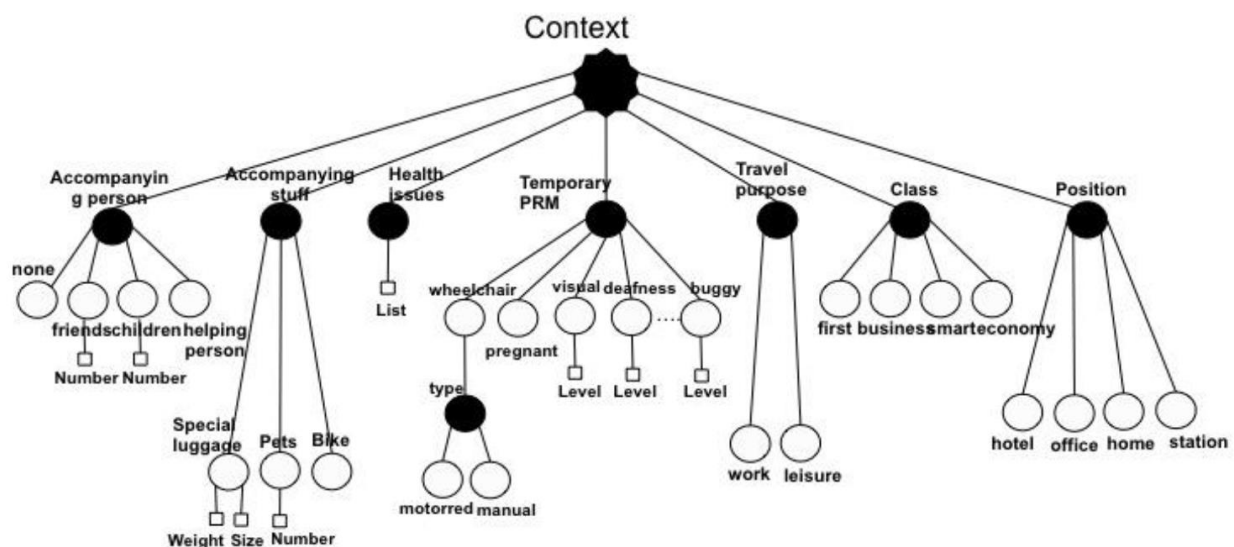 Context
Accompanyin
g person
Accompanying
stuff
Health
issues
Temporary
PRM
Travel
purpose
Class
Position
none
friends
children
helping
person
Number
Number
Special
luggage
Pets
Bike
Weight
Size
Number
List
wheelchair
pregnant
visual
deafness
....
buggy
Level
Level
Level
type
motorred
manual
work
leisure
first
business
smart
economy
hotel
office
home
station